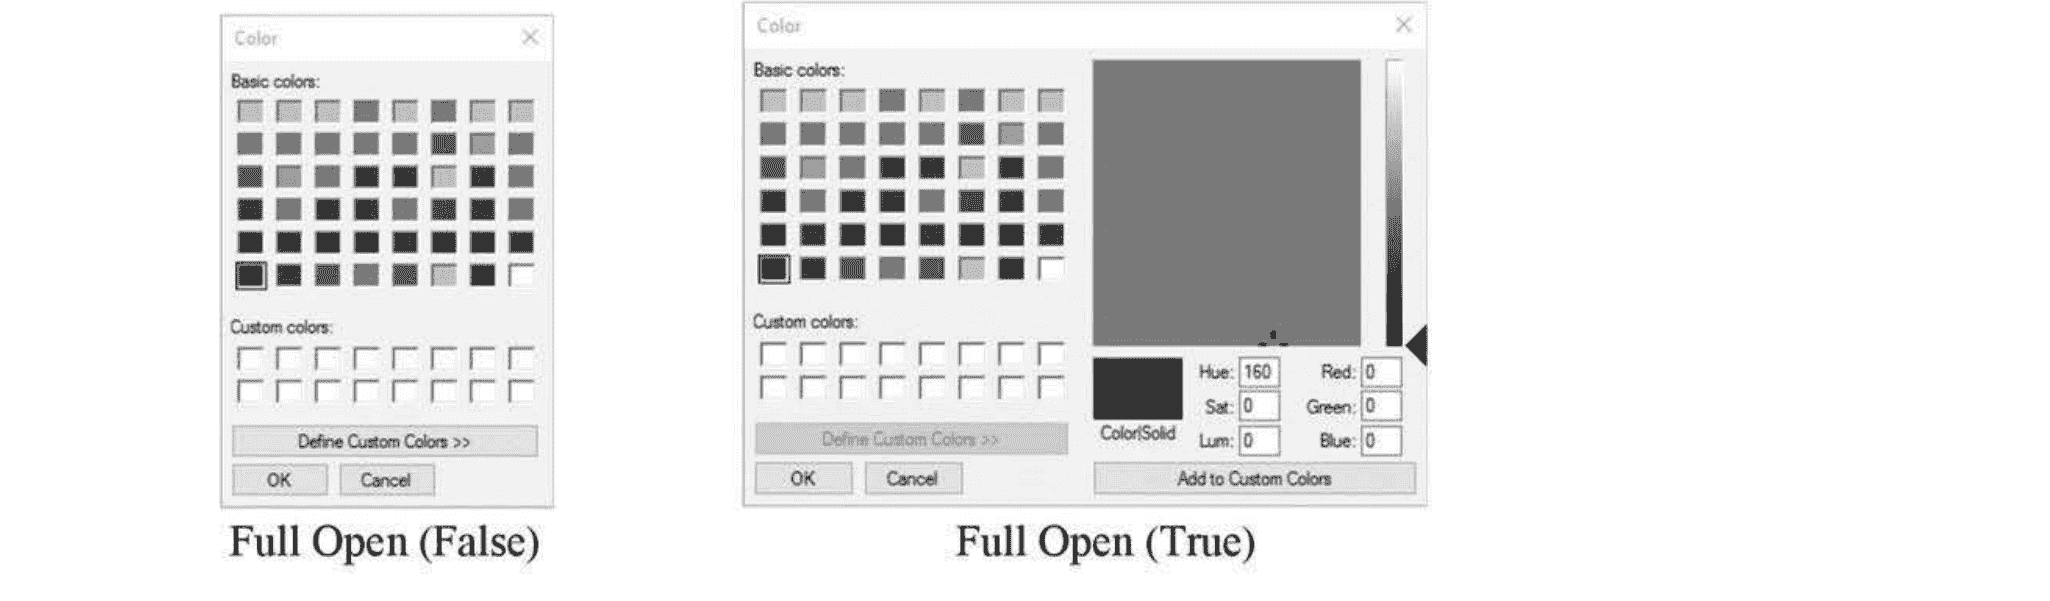 Color
Basic colors:
Custom colors:
Define Custom Colors >>
OK Cancel
Full Open (False)
Color
Basic colors:
Custom colors:
Define Custom Colors >>
OK Cancel
Hue: 160 Red: 0
Sat: 0 Green: 0
Color|Solid
Lum: 0 Blue: 0
Add to Custom Colors
Full Open (True)